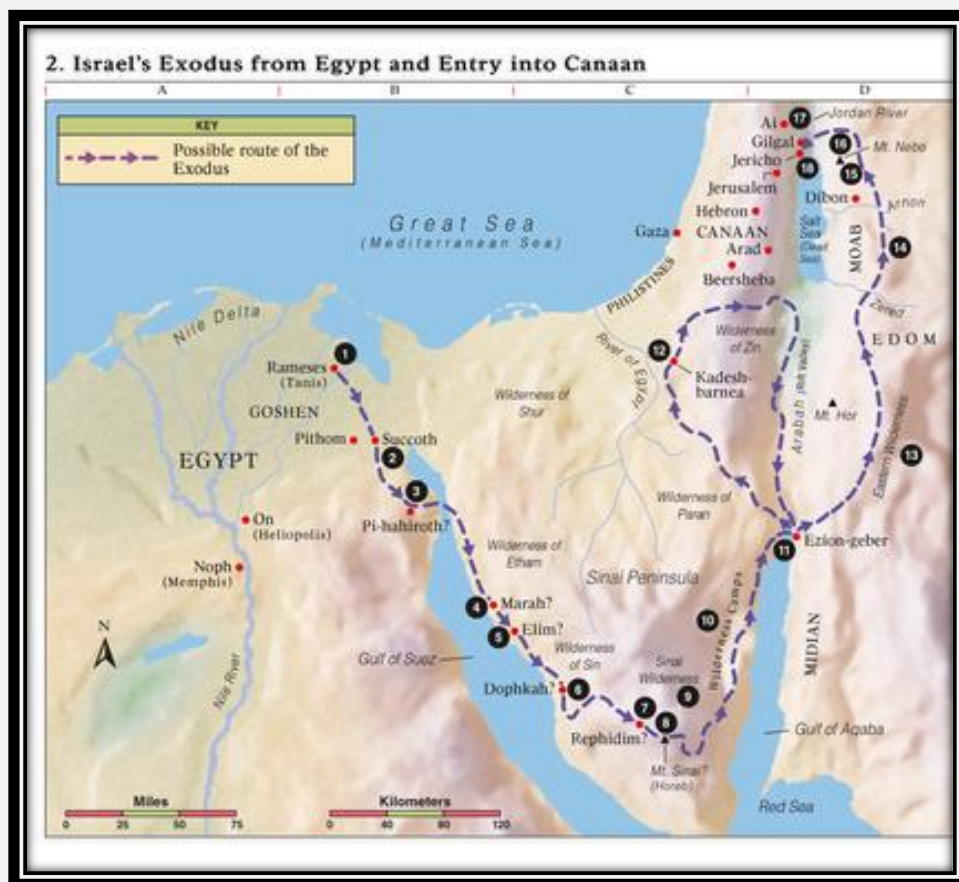 2. Israel's Exodus from Egypt and Entry into Canaan
A B C D
KEY
Possible route of the
Exodus
Great Sea
(Mediterranean Sea)
Nile Delta
1
Rameses
(Tanis)
GOSHEN
Pithom
Succoth
2
EGYPT
3
Pi-hahiroth?
On
(Heliopolis)
Noph
(Memphis)
N
Nile River
4
Marah?
5
Elim?
Gulf of Suez
Wilderness
of Sin
Dophkah?
6
Rephidim?
7
8
9
Sinai
Wilderness
Mt. Sinai?
(Horeb)
10
Wilderness Camps
Sinai Peninsula
Wilderness of
Etham
Wilderness of
Shur
Wilderness of
Paran
River of Egypt
12
Kadesh-
barnea
Wilderness
of Zin
Arabah (Rift Valley)
Mt. Hor
11
Ezion-geber
Eastern Wilderness
13
EDOM
Zered
14
MOAB
Arnon
Dibon
15
16
Mt. Nebo
Jordan River
17
Ai
Gilgal
Jericho
18
Jerusalem
Hebron
CANAAN
Gaza
Arad
Beersheba
PHILISTINES
Salt
Sea
(Dead
Sea)
MIDIAN
Gulf of Aqaba
Red Sea
Miles
0 25 50 75
Kilometers
0 40 80 120